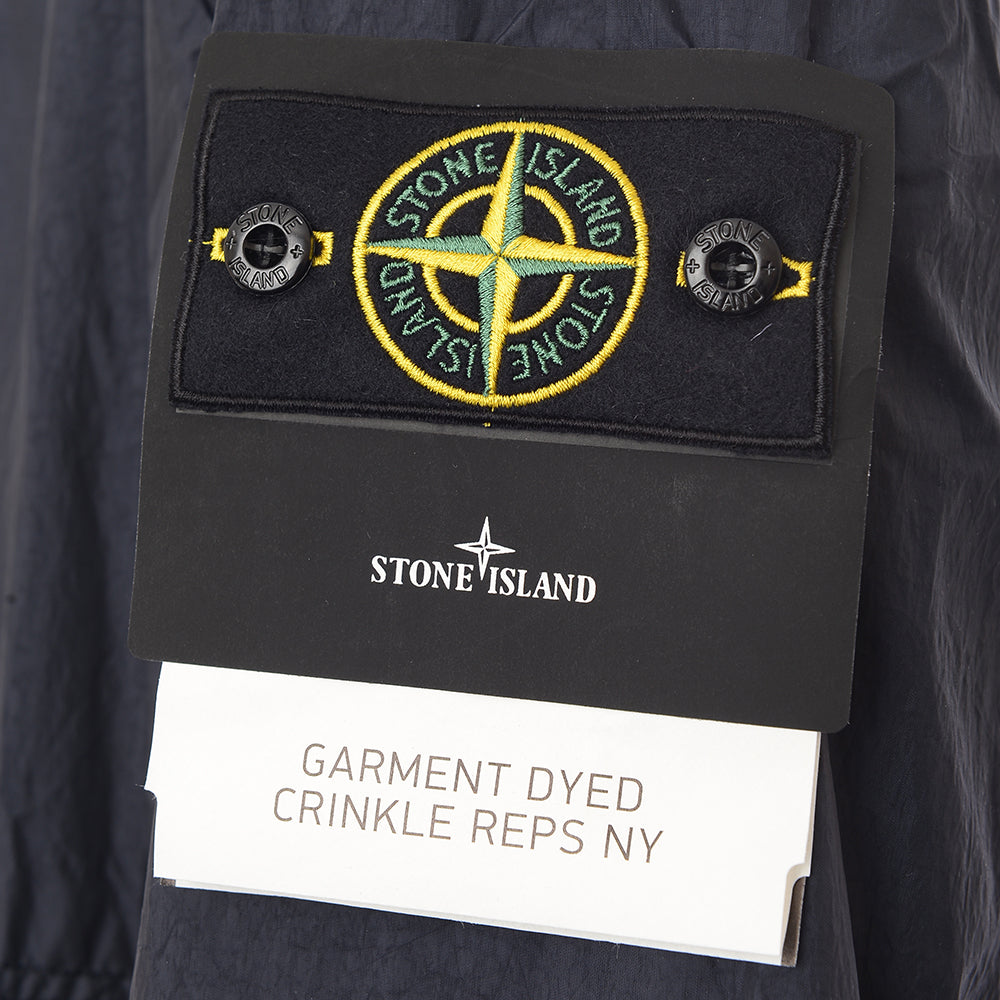 STONE ISLAND
STONE ISLAND
STONE
ISLAND
STONE
ISLAND
STONE ISLAND
GARMENT DYED
CRINKLE REPS NY